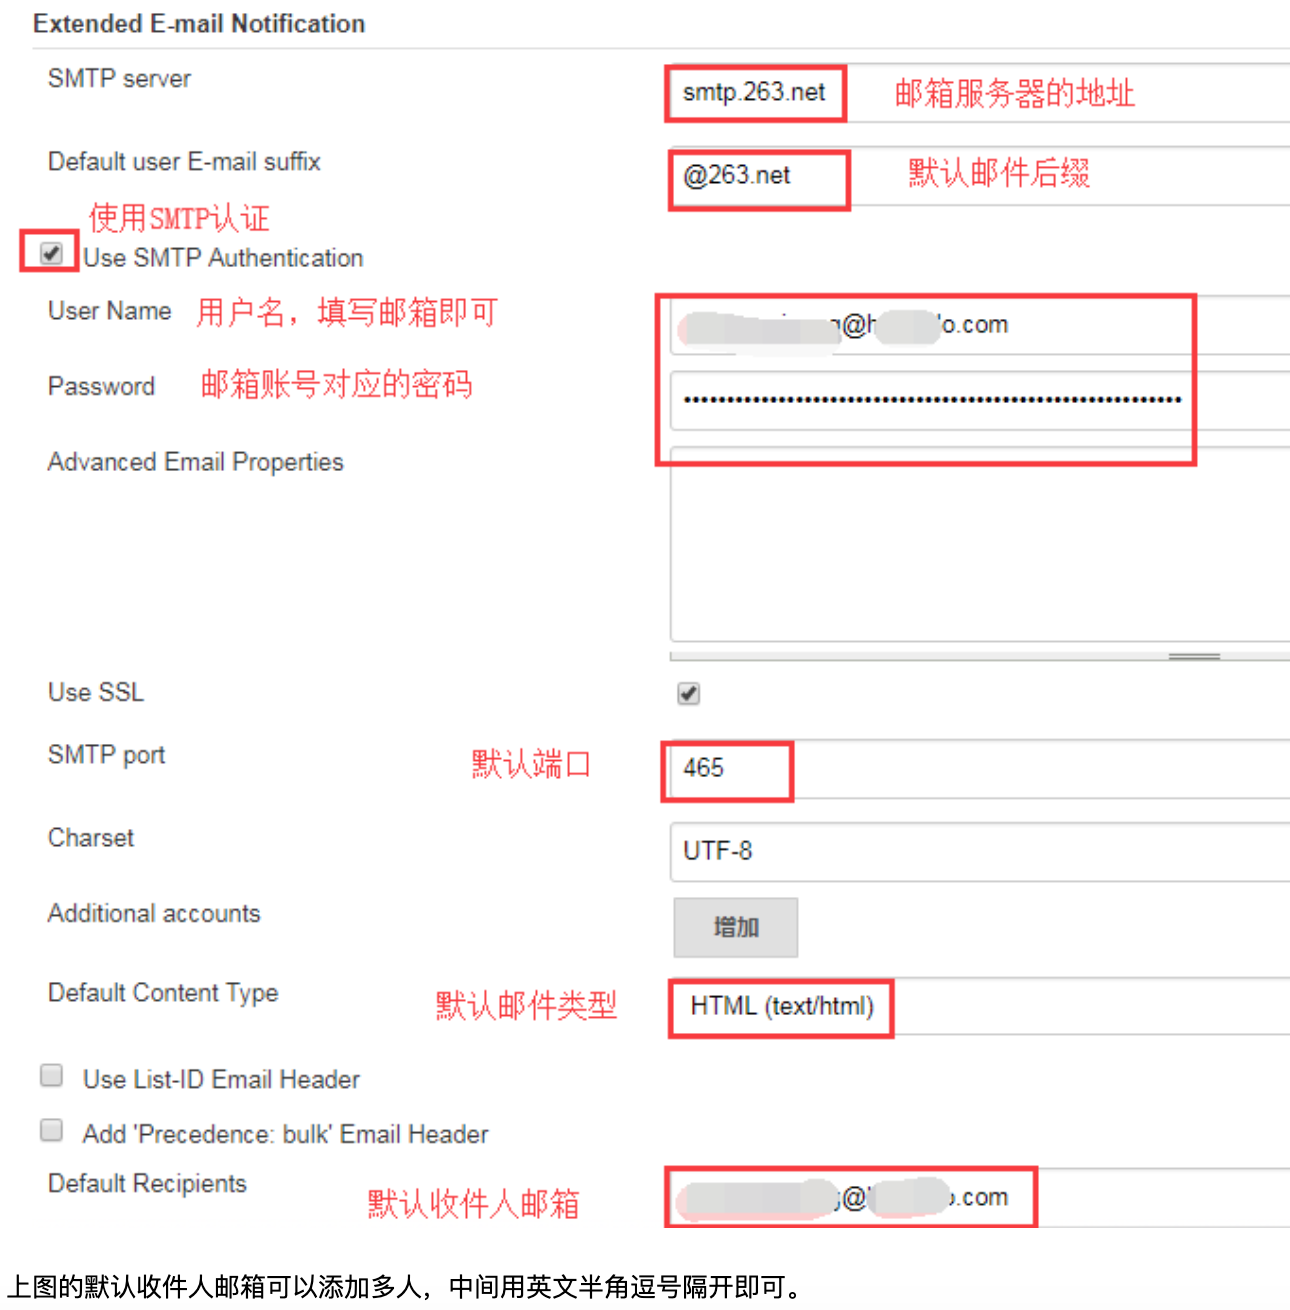 Extended E-mail Notification
SMTP server
smtp.263.net
邮箱服务器的地址
Default user E-mail suffix
@263.net
默认邮件后缀
使用SMTP认证
Use SMTP Authentication
User Name
用户名，填写邮箱即可
o.com
Password
邮箱账号对应的密码
Advanced Email Properties
Use SSL
SMTP port
默认端口
465
Charset
UTF-8
Additional accounts
增加
Default Content Type
默认邮件类型
HTML (text/html)
Use List-ID Email Header
Add 'Precedence: bulk' Email Header
Default Recipients
默认收件人邮箱
.com
上图的默认收件人邮箱可以添加多人，中间用英文半角逗号隔开即可。